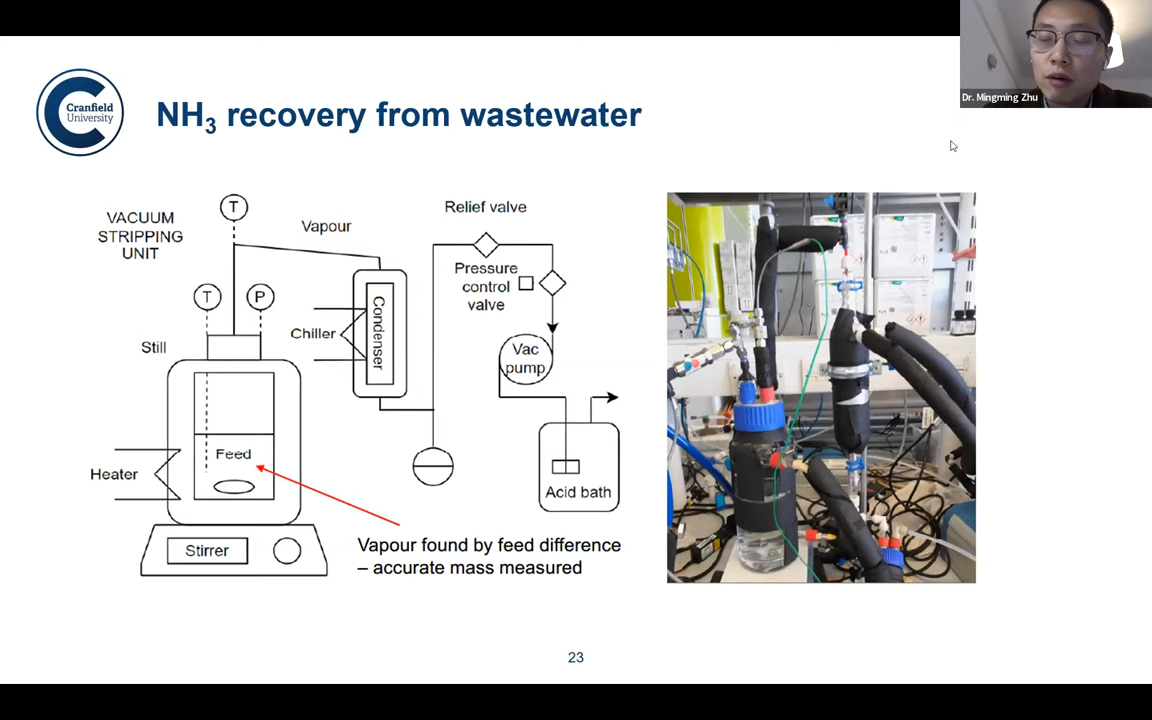 Dr. Mingming Zhu
Cranfield
University
NH3 recovery from wastewater
VACUUM
STRIPPING
UNIT
T
Vapour
Relief valve
Pressure
control
valve
T
P
Chiller
Condenser
Still
Vac
pump
Feed
Heater
Acid bath
Stirrer
Vapour found by feed difference
– accurate mass measured
23